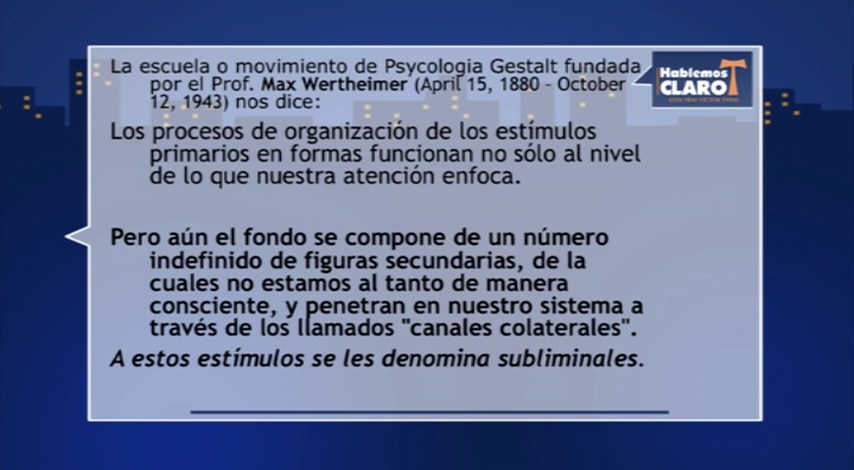 La escuela o movimiento de Psycologia Gestalt fundada
por el Prof. Max Wertheimer (April 15, 1880 - October
12, 1943) nos dice:
Hablemos
CLARO
Los procesos de organización de los estímulos
primarios en formas funcionan no sólo al nivel
de lo que nuestra atención enfoca.
Pero aún el fondo se compone de un número
indefinido de figuras secundarias, de la
cuales no estamos al tanto de manera
consciente, y penetran en nuestro sistema a
través de los llamados "canales colaterales".
A estos estímulos se les denomina subliminales.